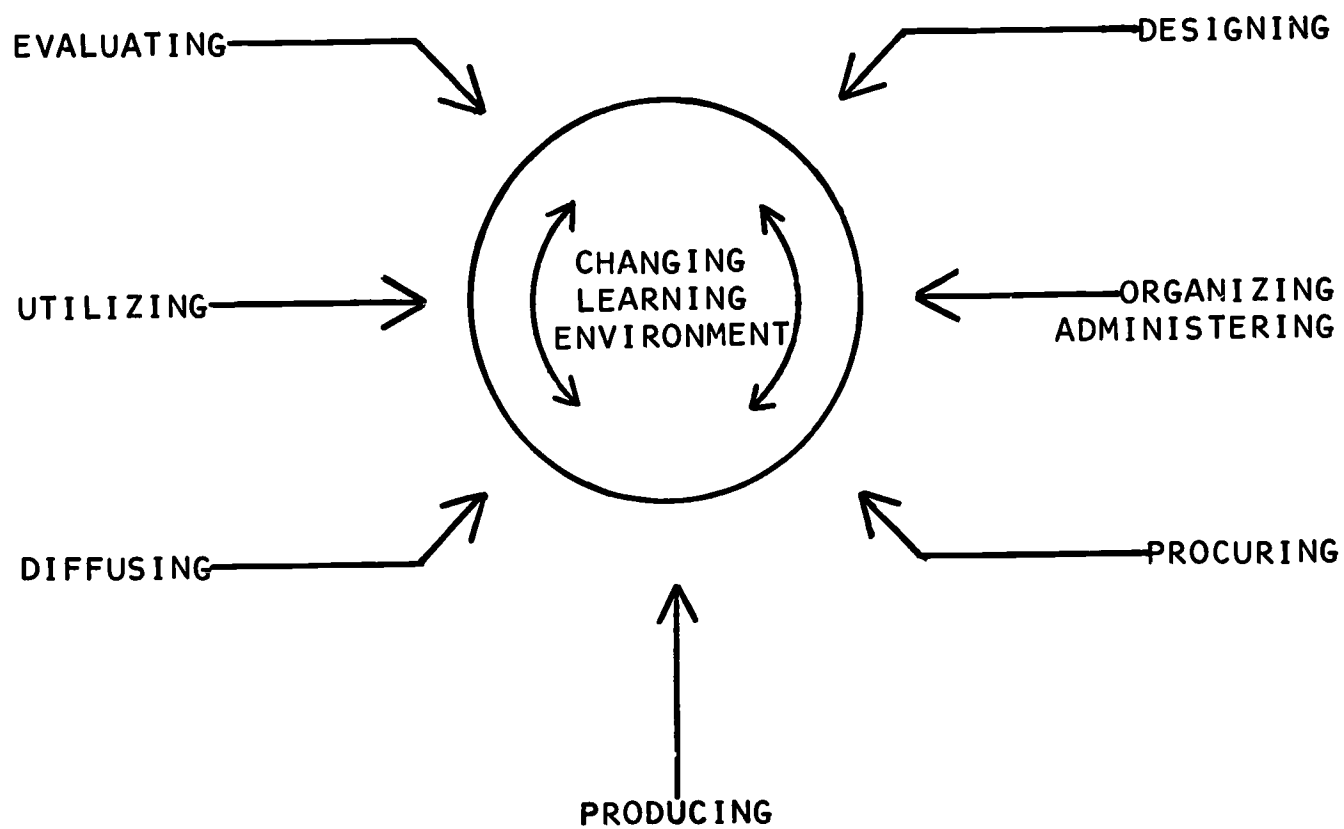 EVALUATING
DESIGNING
CHANGING
LEARNING
ENVIRONMENT
UTILIZING
ORGANIZING
ADMINISTERING
DIFFUSING
PROCURING
PRODUCING